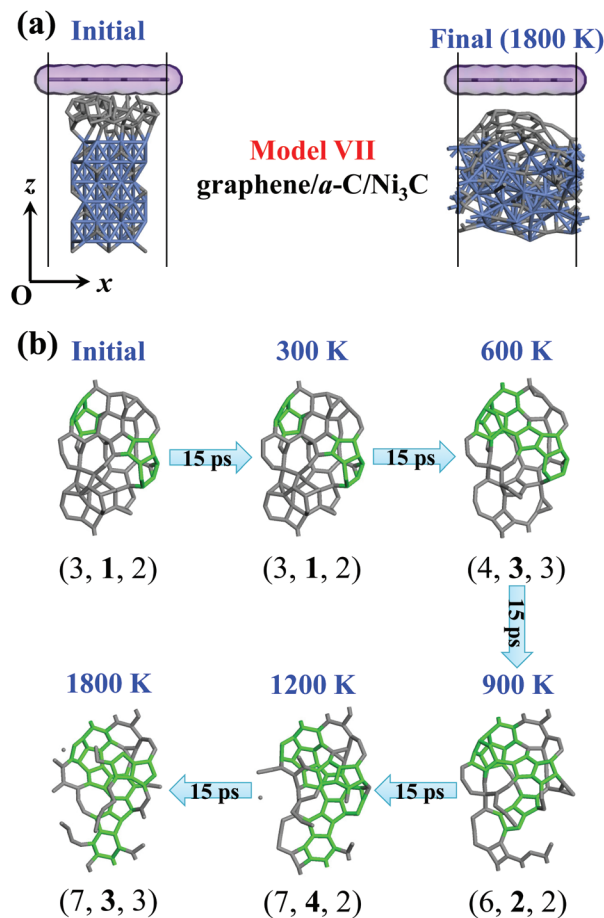 (a)
Initial
Final (1800 K)
Model VII
graphene/a-C/Ni₃C
z
O
x
(b)
Initial
300 K
600 K
15 ps
15 ps
(3, 1, 2)
(3, 1, 2)
(4, 3, 3)
15 ps
1800 K
1200 K
900 K
15 ps
15 ps
(7, 3, 3)
(7, 4, 2)
(6, 2, 2)